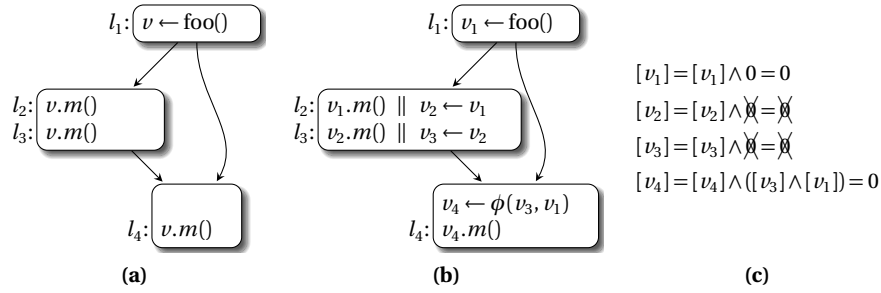 l₁: v ← foo()
l₂: v.m()
l₃: v.m()
l₄: v.m()
(a)
l₁: v₁ ← foo()
l₂: v₁.m() || v₂ ← v₁
l₃: v₂.m() || v₃ ← v₂
v₄ ← ϕ(v₃, v₁)
l₄: v₄.m()
(b)
[v₁] = [v₁] ∧ 0 = 0
[v₂] = [v₂] ∧ 0 = 0
[v₃] = [v₃] ∧ 0 = 0
[v₄] = [v₄] ∧ ([v₃] ∧ [v₁]) = 0
(c)